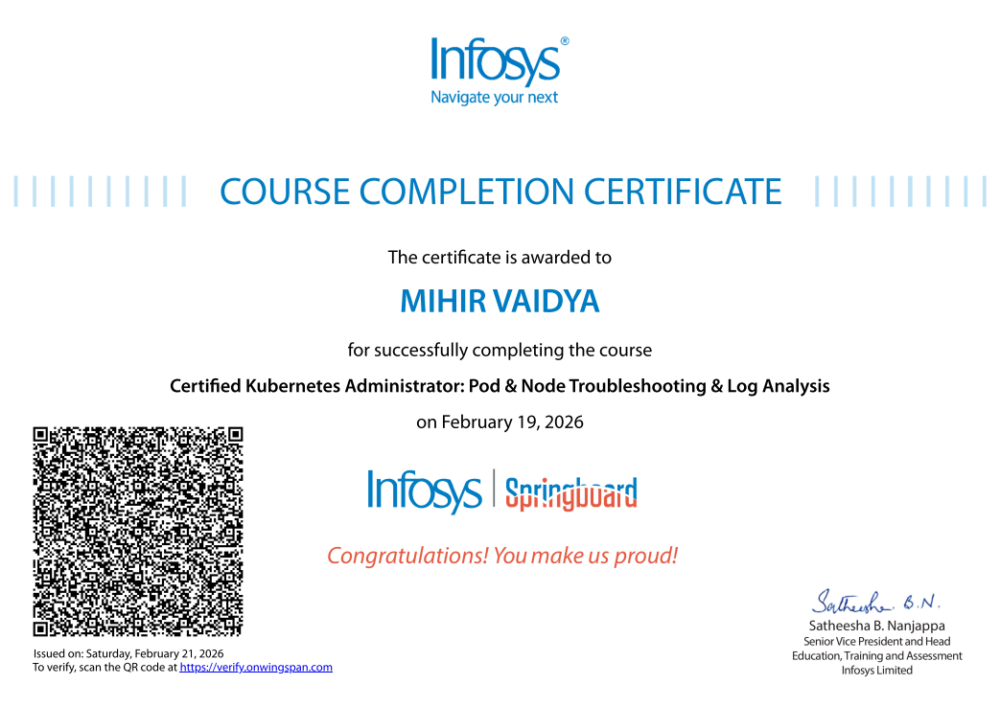 Infosys®
Navigate your next
COURSE COMPLETION CERTIFICATE
The certificate is awarded to
MIHIR VAIDYA
for successfully completing the course
Certified Kubernetes Administrator: Pod & Node Troubleshooting & Log Analysis
on February 19, 2026
Infosys | Springboard
Congratulations! You make us proud!
Satheesha B.N.
Satheesha B. Nanjappa
Senior Vice President and Head
Education, Training and Assessment
Infosys Limited
Issued on: Saturday, February 21, 2026
To verify, scan the QR code at https://verify.onwingspan.com